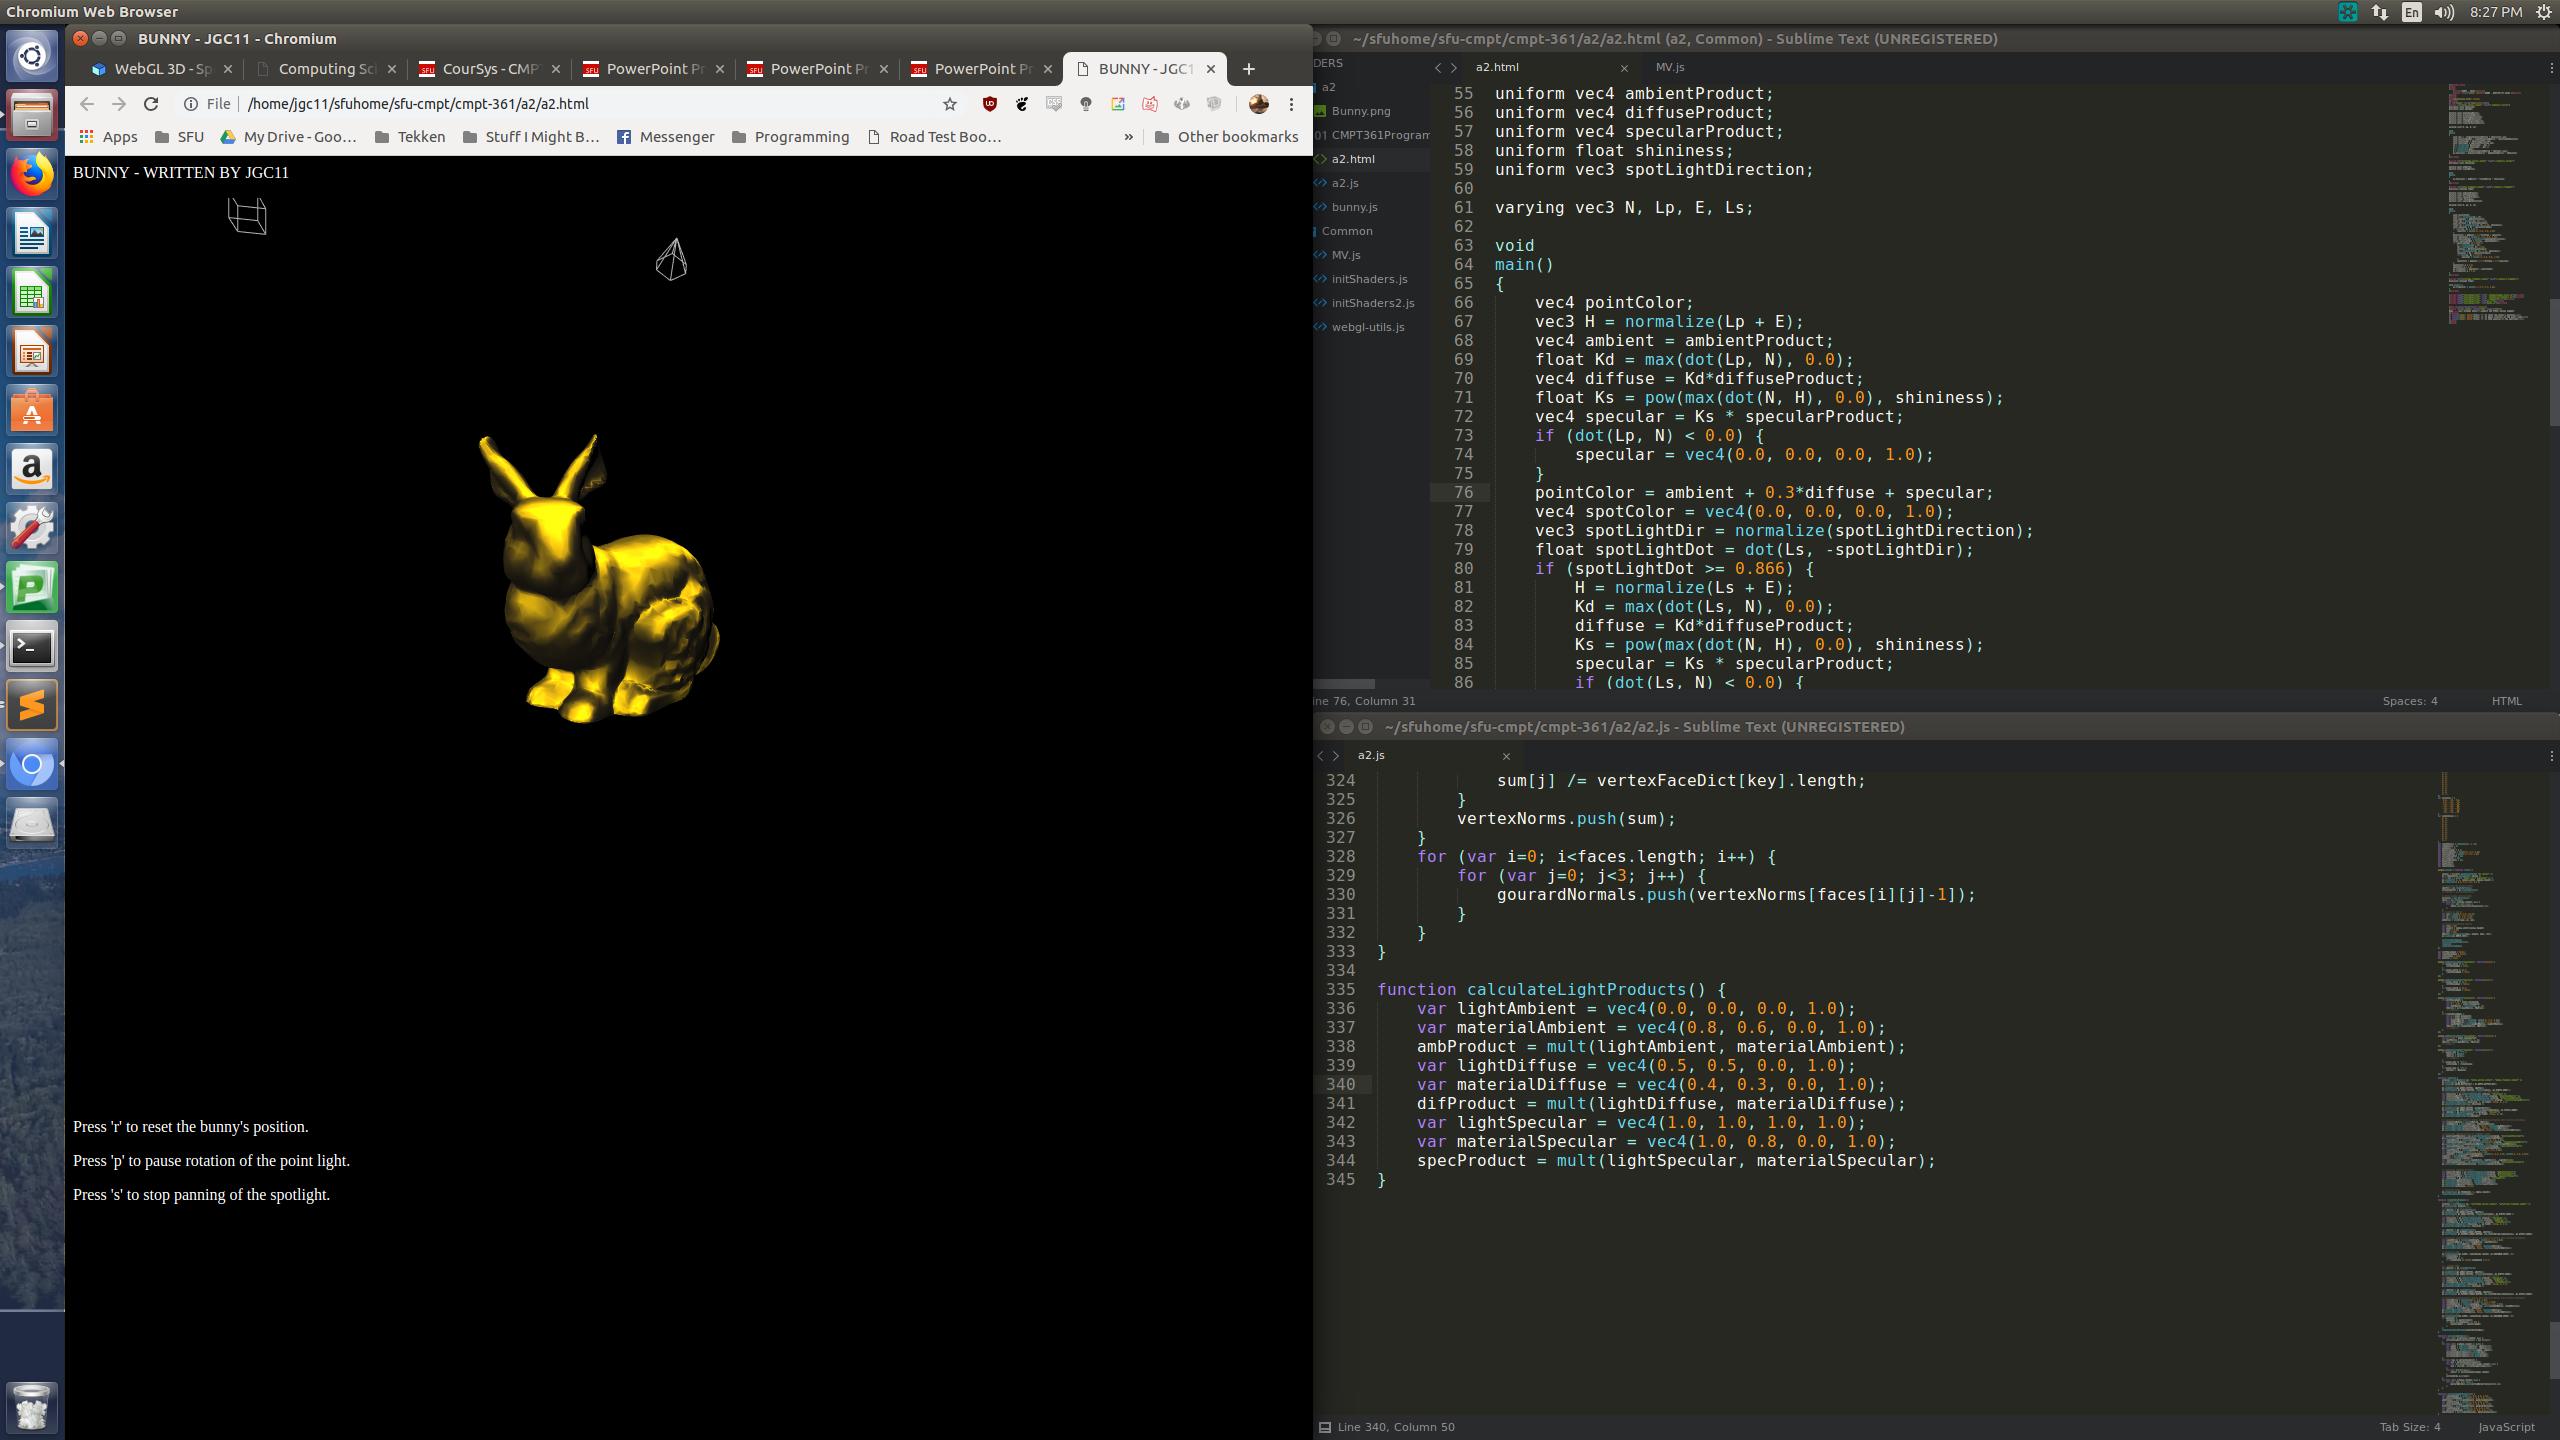 Chromium Web Browser
En
8:27 PM
BUNNY - JGC11 - Chromium
WebGL 3D - Sp
Computing Sci
CourSys - CMP
PowerPoint Pr
PowerPoint Pr
PowerPoint Pr
BUNNY - JGC1
File
/home/jgc11/sfuhome/sfu-cmpt/cmpt-361/a2/a2.html
Apps
SFU
My Drive - Goo...
Tekken
Stuff I Might B...
Messenger
Programming
Road Test Boo...
»
Other bookmarks
BUNNY - WRITTEN BY JGC11
Press 'r' to reset the bunny's position.
Press 'p' to pause rotation of the point light.
Press 's' to stop panning of the spotlight.
~/sfuhome/sfu-cmpt/cmpt-361/a2/a2.html (a2, Common) - Sublime Text (UNREGISTERED)
DERS
a2
Bunny.png
CMPT361Program
a2.html
a2.js
bunny.js
Common
MV.js
initShaders.js
initShaders2.js
webgl-utils.js
a2.html
MV.js
55 uniform vec4 ambientProduct;
56 uniform vec4 diffuseProduct;
57 uniform vec4 specularProduct;
58 uniform float shininess;
59 uniform vec3 spotLightDirection;
60
61 varying vec3 N, Lp, E, Ls;
62
63 void
64 main()
65 {
66 vec4 pointColor;
67 vec3 H = normalize(Lp + E);
68 vec4 ambient = ambientProduct;
69 float Kd = max(dot(Lp, N), 0.0);
70 vec4 diffuse = Kd*diffuseProduct;
71 float Ks = pow(max(dot(N, H), 0.0), shininess);
72 vec4 specular = Ks * specularProduct;
73 if (dot(Lp, N) < 0.0) {
74 specular = vec4(0.0, 0.0, 0.0, 1.0);
75 }
76 pointColor = ambient + 0.3*diffuse + specular;
77 vec4 spotColor = vec4(0.0, 0.0, 0.0, 1.0);
78 vec3 spotLightDir = normalize(spotLightDirection);
79 float spotLightDot = dot(Ls, -spotLightDir);
80 if (spotLightDot >= 0.866) {
81 H = normalize(Ls + E);
82 Kd = max(dot(Ls, N), 0.0);
83 diffuse = Kd*diffuseProduct;
84 Ks = pow(max(dot(N, H), 0.0), shininess);
85 specular = Ks * specularProduct;
86 if (dot(Ls, N) < 0.0) {
ine 76, Column 31
Spaces: 4
HTML
~/sfuhome/sfu-cmpt/cmpt-361/a2/a2.js - Sublime Text (UNREGISTERED)
a2.js
324 sum[j] /= vertexFaceDict[key].length;
325 }
326 vertexNorms.push(sum);
327 }
328 for (var i=0; i<faces.length; i++) {
329 for (var j=0; j<3; j++) {
330 gourardNormals.push(vertexNorms[faces[i][j]-1]);
331 }
332 }
333 }
334
335 function calculateLightProducts() {
336 var lightAmbient = vec4(0.0, 0.0, 0.0, 1.0);
337 var materialAmbient = vec4(0.8, 0.6, 0.0, 1.0);
338 ambProduct = mult(lightAmbient, materialAmbient);
339 var lightDiffuse = vec4(0.5, 0.5, 0.0, 1.0);
340 var materialDiffuse = vec4(0.4, 0.3, 0.0, 1.0);
341 difProduct = mult(lightDiffuse, materialDiffuse);
342 var lightSpecular = vec4(1.0, 1.0, 1.0, 1.0);
343 var materialSpecular = vec4(1.0, 0.8, 0.0, 1.0);
344 specProduct = mult(lightSpecular, materialSpecular);
345 }
Line 340, Column 50
Tab Size: 4
JavaScript